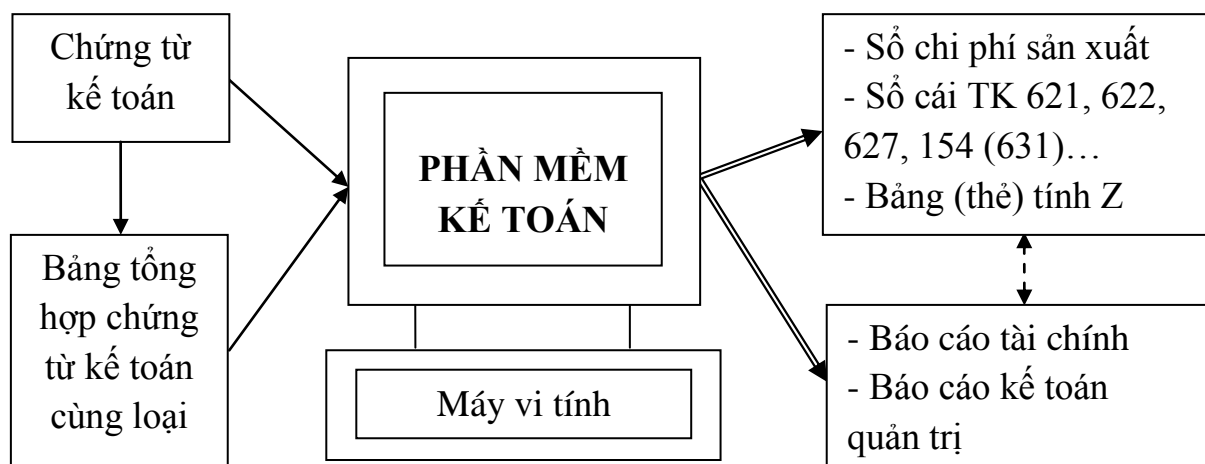 Chứng từ
kế toán
Bảng tổng
hợp chứng
từ kế toán
cùng loại
PHẦN MỀM
KẾ TOÁN
Máy vi tính
- Sổ chi phí sản xuất
- Sổ cái TK 621, 622,
627, 154 (631)…
- Bảng (thẻ) tính Z
- Báo cáo tài chính
- Báo cáo kế toán
quản trị